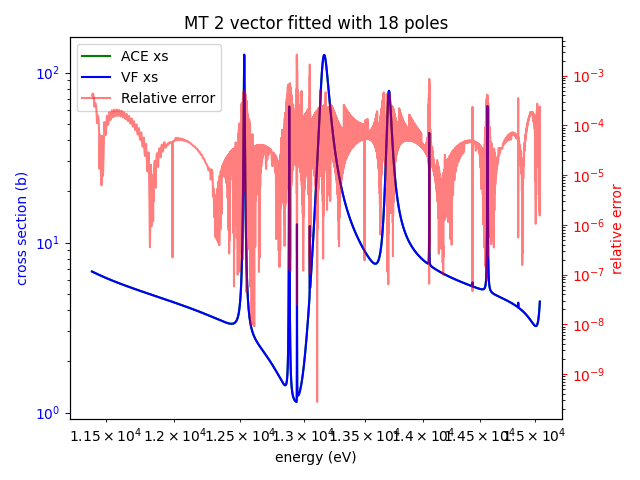 MT 2 vector fitted with 18 poles
ACE xs
VF xs
Relative error
cross section (b)
10²
10¹
10⁰
10⁻³
10⁻⁴
10⁻⁵
10⁻⁶
10⁻⁷
10⁻⁸
10⁻⁹
relative error
1.15 × 10⁴ 1.2 × 10⁴ 1.25 × 10⁴ 1.3 × 10⁴ 1.35 × 10⁴ 1.4 × 10⁴ 1.45 × 10⁴ 1.5 × 10⁴
energy (eV)